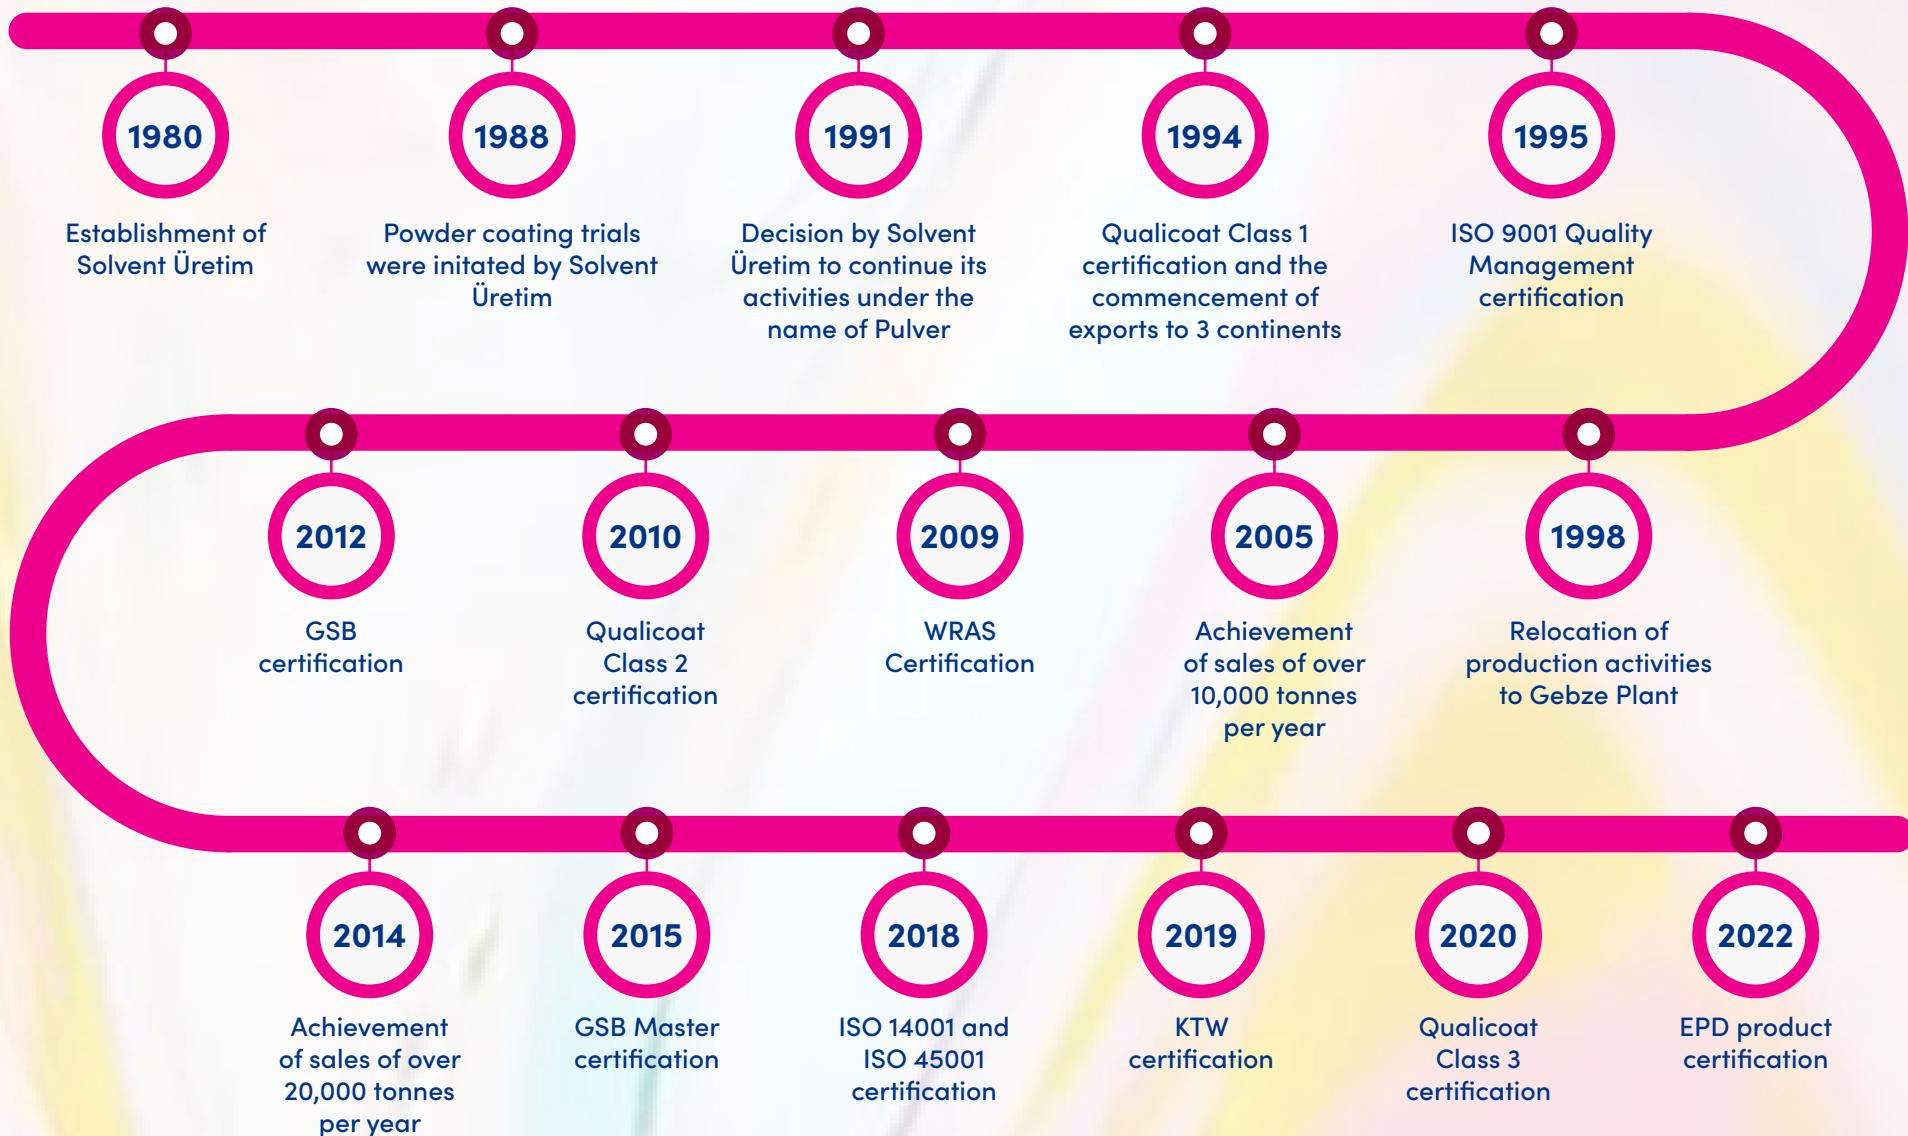 1980
Establishment of
Solvent Üretim
1988
Powder coating trials
were initated by Solvent
Üretim
1991
Decision by Solvent
Üretim to continue its
activities under the
name of Pulver
1994
Qualicoat Class 1
certification and the
commencement of
exports to 3 continents
1995
ISO 9001 Quality
Management
certification
1998
Relocation of
production activities
to Gebze Plant
2005
Achievement
of sales of over
10,000 tonnes
per year
2009
WRAS
Certification
2010
Qualicoat
Class 2
certification
2012
GSB
certification
2014
Achievement
of sales of over
20,000 tonnes
per year
2015
GSB Master
certification
2018
ISO 14001 and
ISO 45001
certification
2019
KTW
certification
2020
Qualicoat
Class 3
certification
2022
EPD product
certification